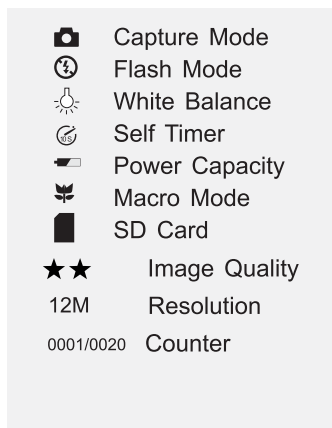 Capture Mode
Flash Mode
White Balance
10 S Self Timer
Power Capacity
Macro Mode
SD Card
★★ Image Quality
12M Resolution
0001/0020 Counter